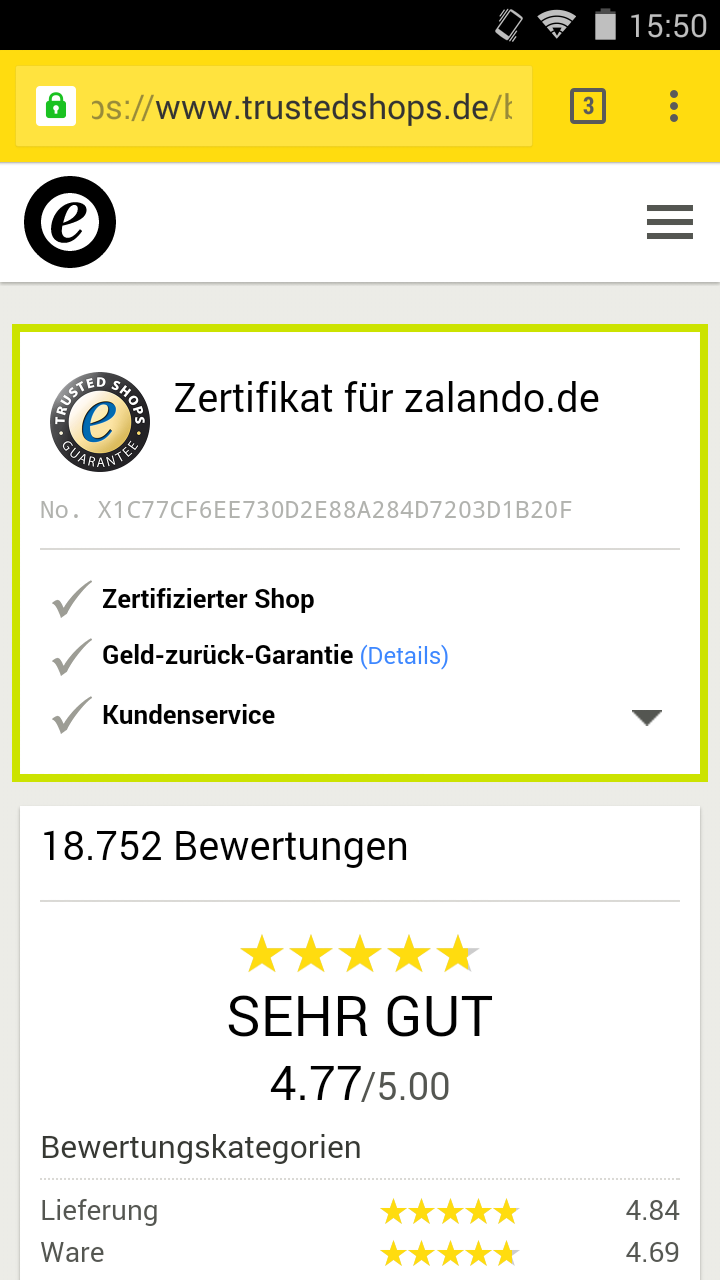 15:50
ps://www.trustedshops.de/b
3
e
TRUSTED SHOPS
e
GUARANTEE
Zertifikat für zalando.de
No. X1C77CF6EE730D2E88A284D7203D1B20F
Zertifizierter Shop
Geld-zurück-Garantie (Details)
Kundenservice
18.752 Bewertungen
SEHR GUT
4.77/5.00
Bewertungskategorien
Lieferung 4.84
Ware 4.69